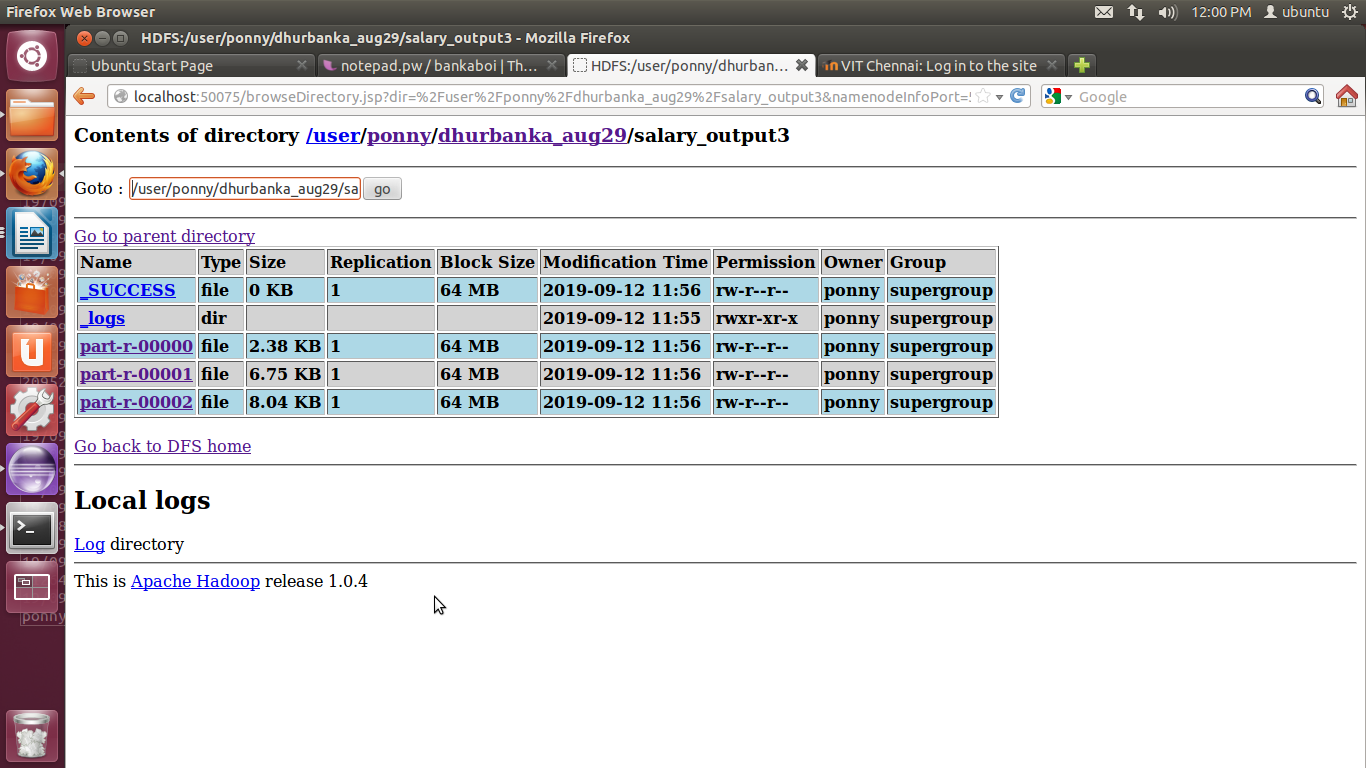 Firefox Web Browser 12:00 PM ubuntu
HDFS:/user/ponny/dhurbanka_aug29/salary_output3 - Mozilla Firefox
Ubuntu Start Page notepad.pw / bankaboi | Th... HDFS:/user/ponny/dhurban... VIT Chennai: Log in to the site
localhost:50075/browseDirectory.jsp?dir=%2Fuser%2Fponny%2Fdhurbanka_aug29%2Fsalary_output3&namenodeInfoPort= Google
Contents of directory /user/ponny/dhurbanka_aug29/salary_output3
Goto : /user/ponny/dhurbanka_aug29/sa go
Go to parent directory
Name Type Size Replication Block Size Modification Time Permission Owner Group
_SUCCESS file 0 KB 1 64 MB 2019-09-12 11:56 rw-r--r-- ponny supergroup
_logs dir 2019-09-12 11:55 rwxr-xr-x ponny supergroup
part-r-00000 file 2.38 KB 1 64 MB 2019-09-12 11:56 rw-r--r-- ponny supergroup
part-r-00001 file 6.75 KB 1 64 MB 2019-09-12 11:56 rw-r--r-- ponny supergroup
part-r-00002 file 8.04 KB 1 64 MB 2019-09-12 11:56 rw-r--r-- ponny supergroup
Go back to DFS home
Local logs
Log directory
This is Apache Hadoop release 1.0.4
ponny